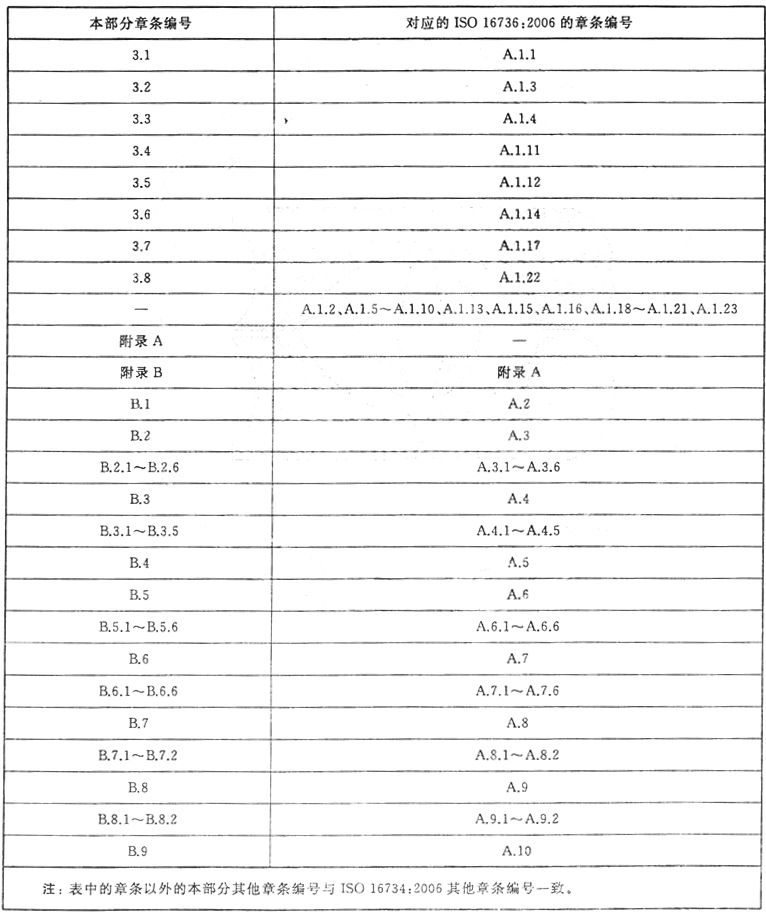 本部分章条编号 对应的 ISO 16736:2006 的章条编号
3.1 A.1.1
3.2 A.1.3
3.3 A.1.4
3.4 A.1.11
3.5 A.1.12
3.6 A.1.14
3.7 A.1.17
3.8 A.1.22
— A.1.2、A.1.5～A.1.10、A.1.13、A.1.15、A.1.16、A.1.18～A.1.21、A.1.23
附录 A —
附录 B 附录 A
B.1 A.2
B.2 A.3
B.2.1～B.2.6 A.3.1～A.3.6
B.3 A.4
B.3.1～B.3.5 A.4.1～A.4.5
B.4 A.5
B.5 A.6
B.5.1～B.5.6 A.6.1～A.6.6
B.6 A.7
B.6.1～B.6.6 A.7.1～A.7.6
B.7 A.8
B.7.1～B.7.2 A.8.1～A.8.2
B.8 A.9
B.8.1～B.8.2 A.9.1～A.9.2
B.9 A.10
注：表中的章条以外的本部分其他章条编号与 ISO 16734:2006 其他章条编号一致。